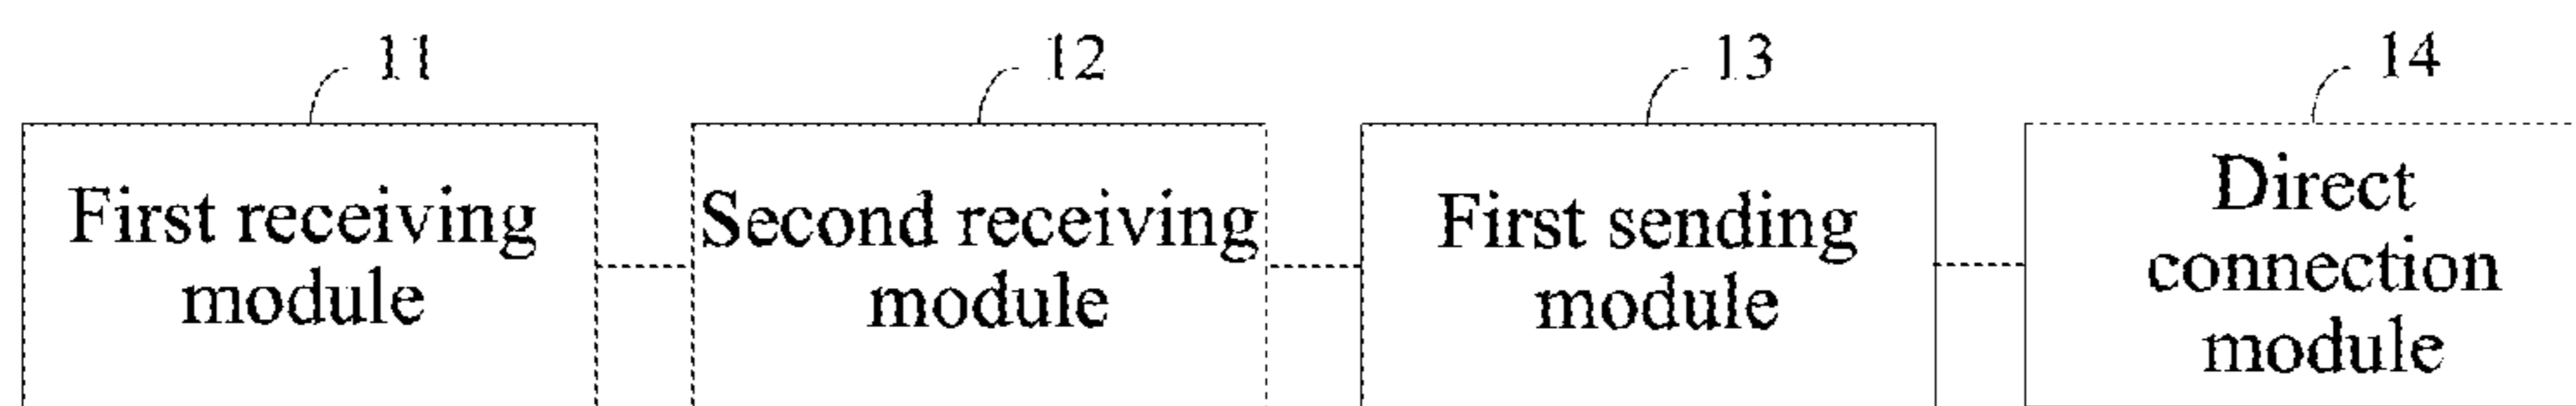 11
12
13
14
First receiving
module
Second receiving
module
First sending
module
Direct
connection
module